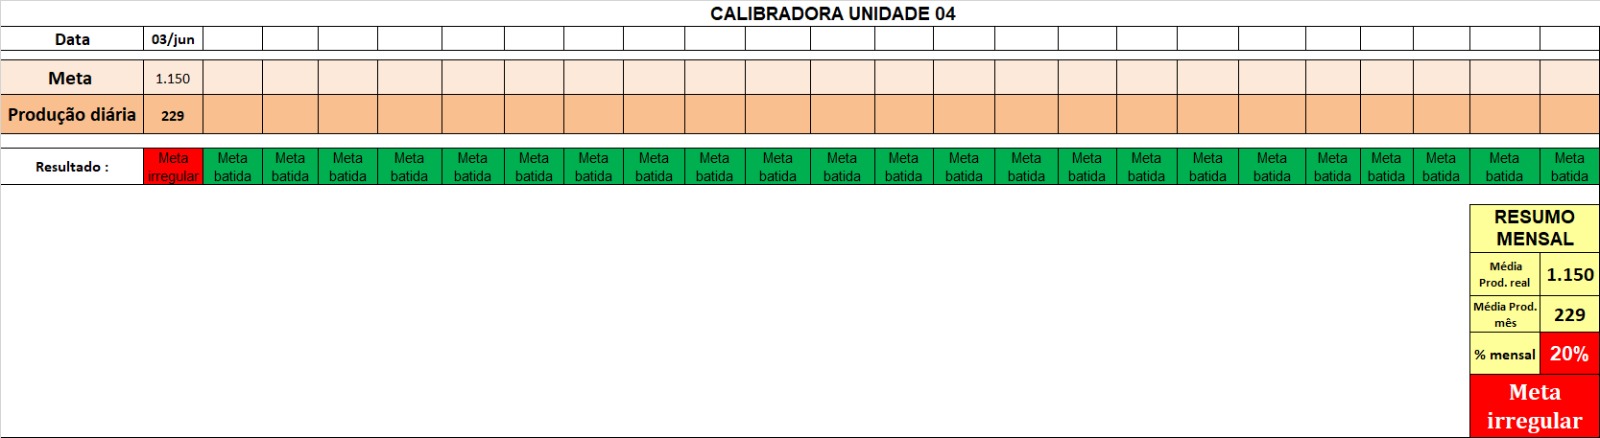 CALIBRADORA UNIDADE 04
Data 03/jun
Meta 1.150
Produção diária 229
Resultado : Meta irregular Meta batida Meta batida Meta batida Meta batida Meta batida Meta batida Meta batida Meta batida Meta batida Meta batida Meta batida Meta batida Meta batida Meta batida Meta batida Meta batida Meta batida Meta batida Meta batida Meta batida Meta batida Meta batida Meta batida
RESUMO
MENSAL
Média
Prod. real 1.150
Média Prod.
mês 229
% mensal 20%
Meta
irregular